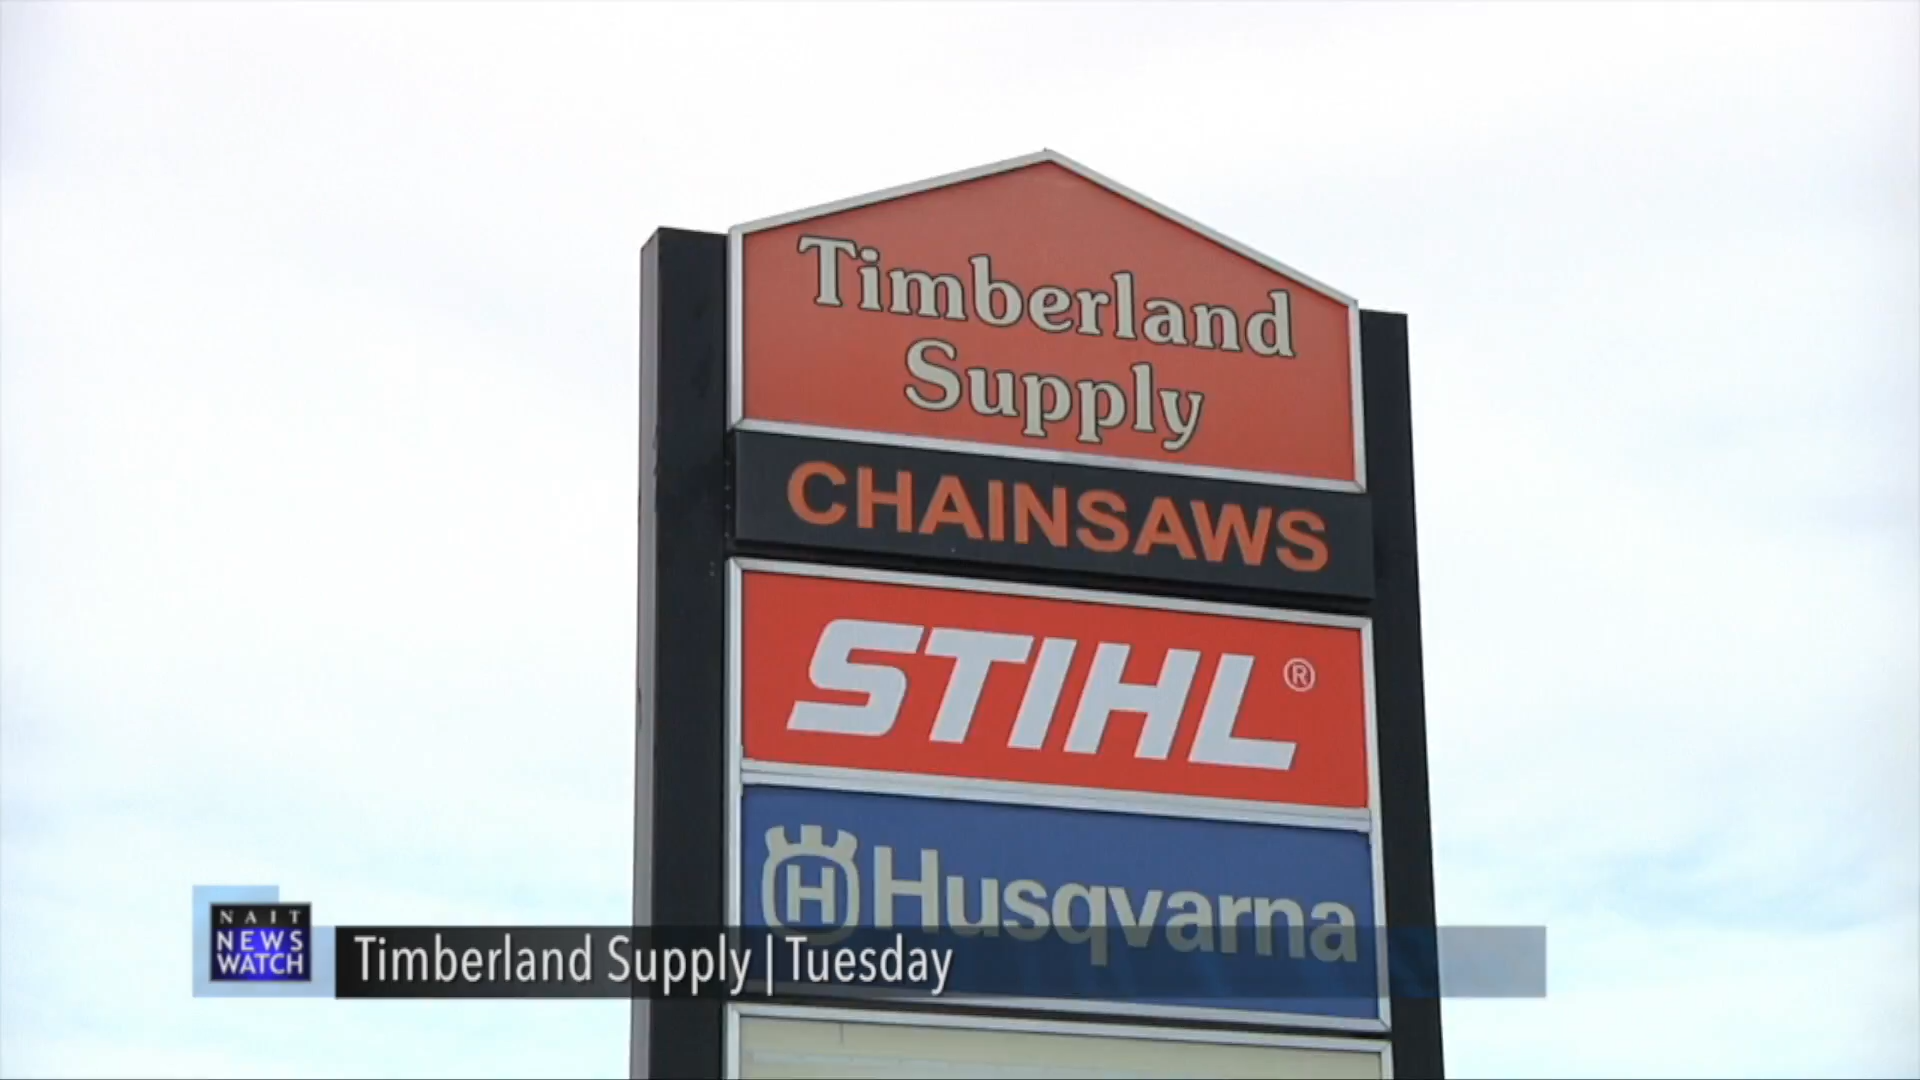 Timberland
Supply
CHAINSAWS
STIHL®
H Husqvarna
NAIT
NEWS
WATCH
Timberland Supply | Tuesday